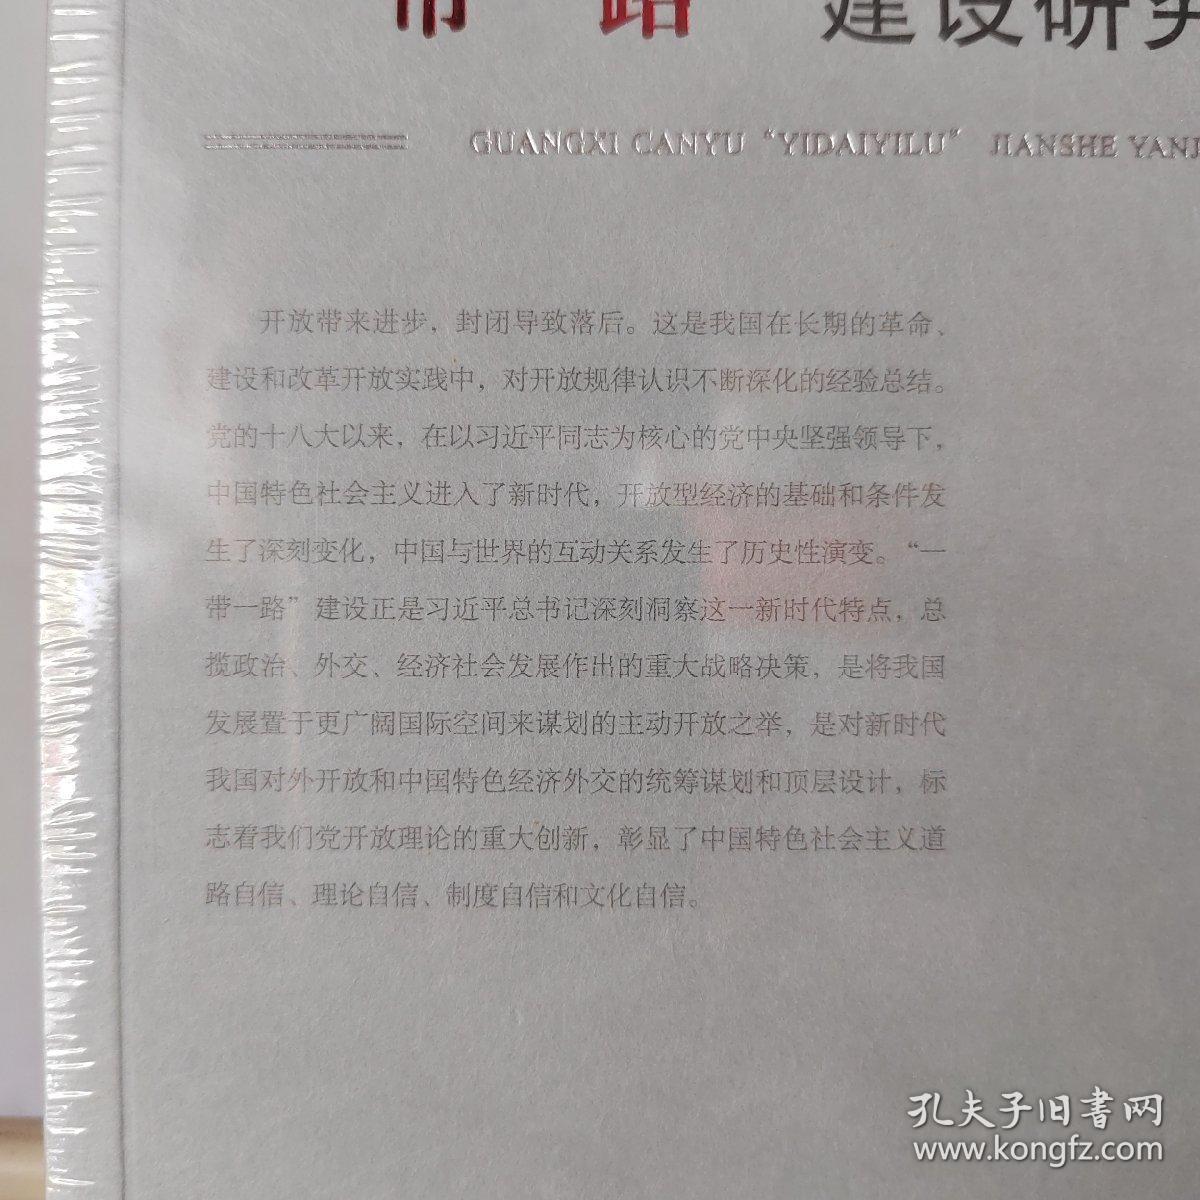 带 路 建设研究
GUANGXI CANYU “YIDAIYILU” JIANSHE YANJ
开放带来进步，封闭导致落后。这是我国在长期的革命、
建设和改革开放实践中，对开放规律认识不断深化的经验总结。
党的十八大以来，在以习近平同志为核心的党中央坚强领导下，
中国特色社会主义进入了新时代，开放型经济的基础和条件发
生了深刻变化，中国与世界的互动关系发生了历史性演变。“一
带一路”建设正是习近平总书记深刻洞察这一新时代特点，总
揽政治、外交、经济社会发展作出的重大战略决策，是将我国
发展置于更广阔国际空间来谋划的主动开放之举，是对新时代
我国对外开放和中国特色经济外交的统筹谋划和顶层设计，标
志着我们党开放理论的重大创新，彰显了中国特色社会主义道
路自信、理论自信、制度自信和文化自信。
孔夫子旧书网
www.kongfz.com